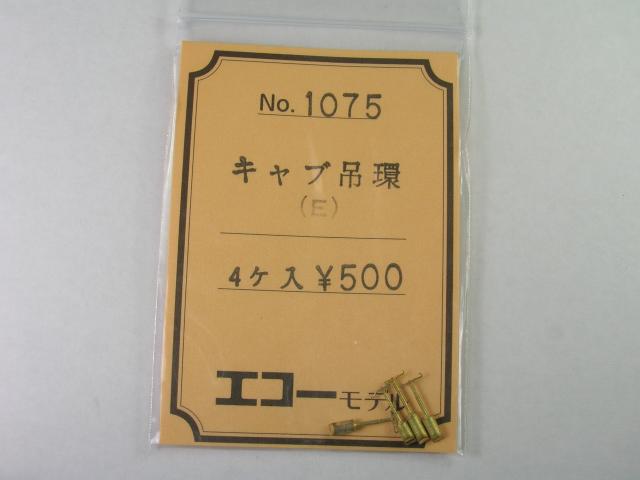 No. 1075
キャブ吊環
(E)
4ケ入 ¥500
エコーモデル